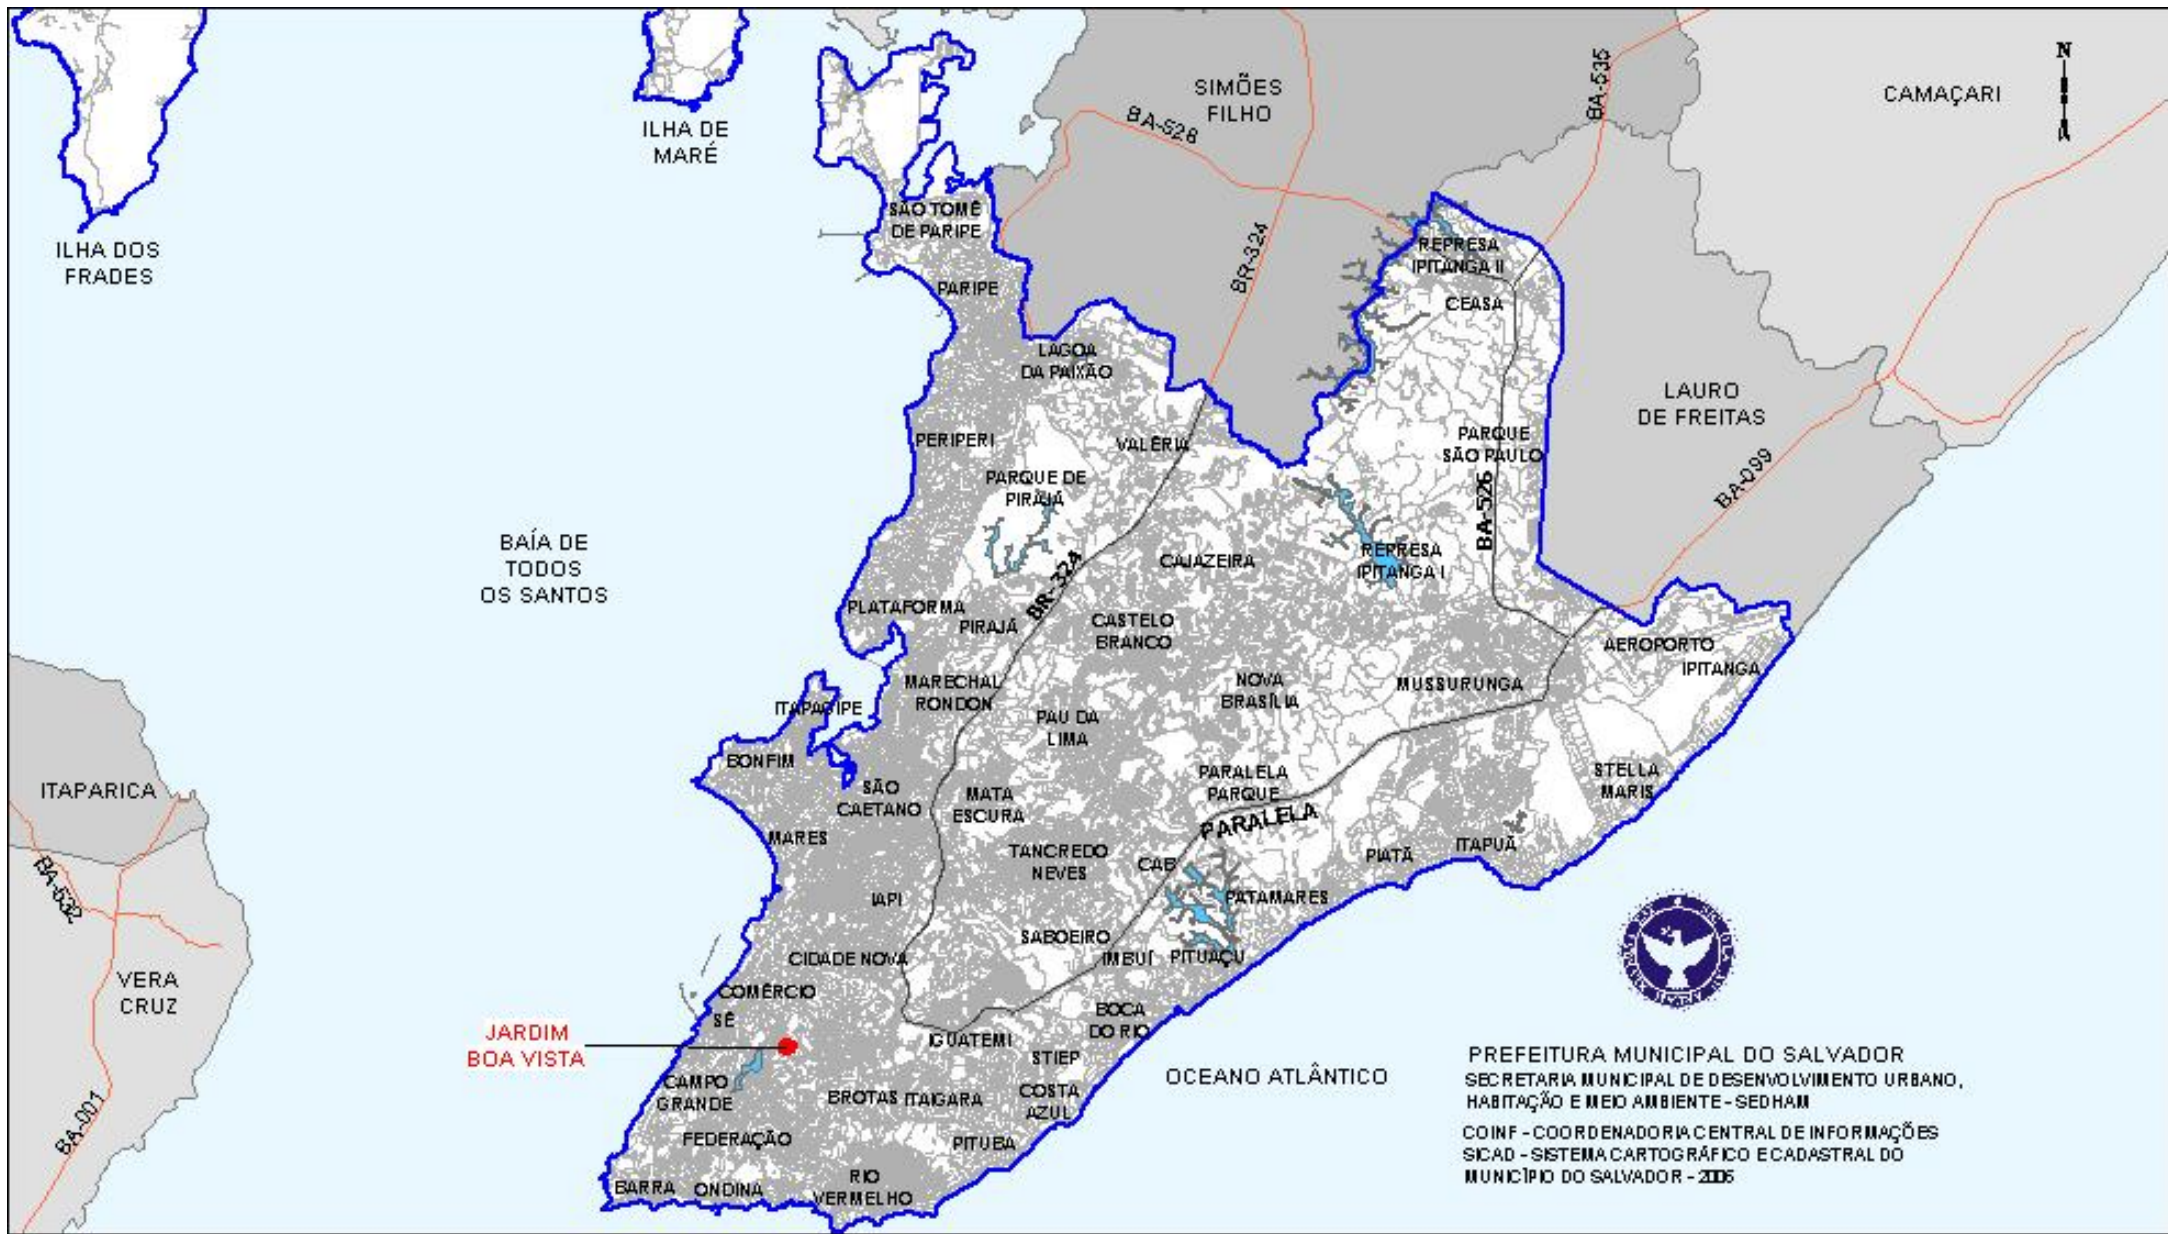 N
SIMÕES
FILHO
CAMAÇARI
BA-535
BA-526
ILHA DE
MARÉ
ILHA DOS
FRADES
SÃO TOMÉ
DE PARIPE
BR-324
REPRESA
IPITANGA II
PARIPE
CEASA
LAGOA
DA PAIXÃO
LAURO
DE FREITAS
PERIPERI
VALÉRIA
PARQUE
SÃO PAULO
PARQUE DE
PIRAJÁ
BA-099
BA-526
BAÍA DE
TODOS
OS SANTOS
CAJAZEIRA
REPRESA
IPITANGA I
BR-324
PLATAFORMA
PIRAJÁ
CASTELO
BRANCO
AEROPORTO
IPITANGA
MARECHAL
RONDON
NOVA
BRASÍLIA
MUSSURUNGA
ITAPAGIPE
PAU DA
LIMA
BONFIM
PARALELA
PARQUE
STELLA
MARIS
ITAPARICA
SÃO
CAETANO
MATA
ESCURA
PARALELA
MARES
ITAPUÃ
TANCREDO
NEVES
CAB
PIATÃ
BA-532
IAPI
PATAMARES
SABOEIRO
CIDADE NOVA
IMBUÍ
PITUAÇU
VERA
CRUZ
COMÉRCIO
SÉ
BOCA
DO RIO
JARDIM
BOA VISTA
IGUATEMI
STIEP
OCEANO ATLÂNTICO
CAMPO
GRANDE
BROTAS
ITAIGARA
COSTA
AZUL
BA-001
FEDERAÇÃO
PITUBA
BARRA
ONDINA
RIO
VERMELHO
PREFEITURA MUNICIPAL DO SALVADOR
SECRETARIA MUNICIPAL DE DESENVOLVIMENTO URBANO,
HABITAÇÃO E MEIO AMBIENTE - SEDHAM
COINF - COORDENADORIA CENTRAL DE INFORMAÇÕES
SICAD - SISTEMA CARTOGRÁFICO E CADASTRAL DO
MUNICÍPIO DO SALVADOR - 2006